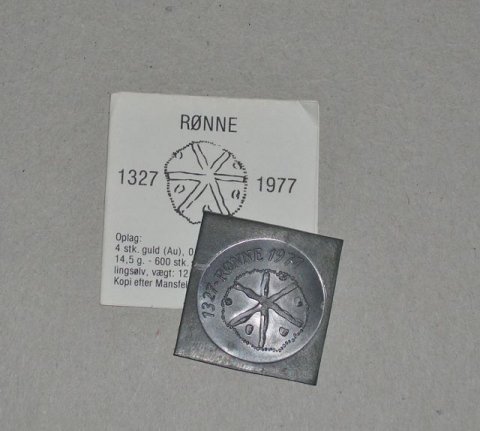 RØNNE
1327 1977
Oplag:
4 stk. guld (Au), 0
14,5 g. - 600 stk.
lingsølv, vægt: 12
Kopi efter Mansfel
1327-RØNNE 1977